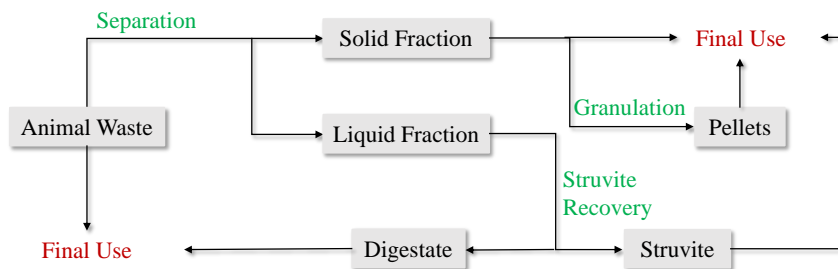 Separation
Solid Fraction
Final Use
Granulation
Animal Waste
Liquid Fraction
Pellets
Struvite
Recovery
Final Use
Digestate
Struvite